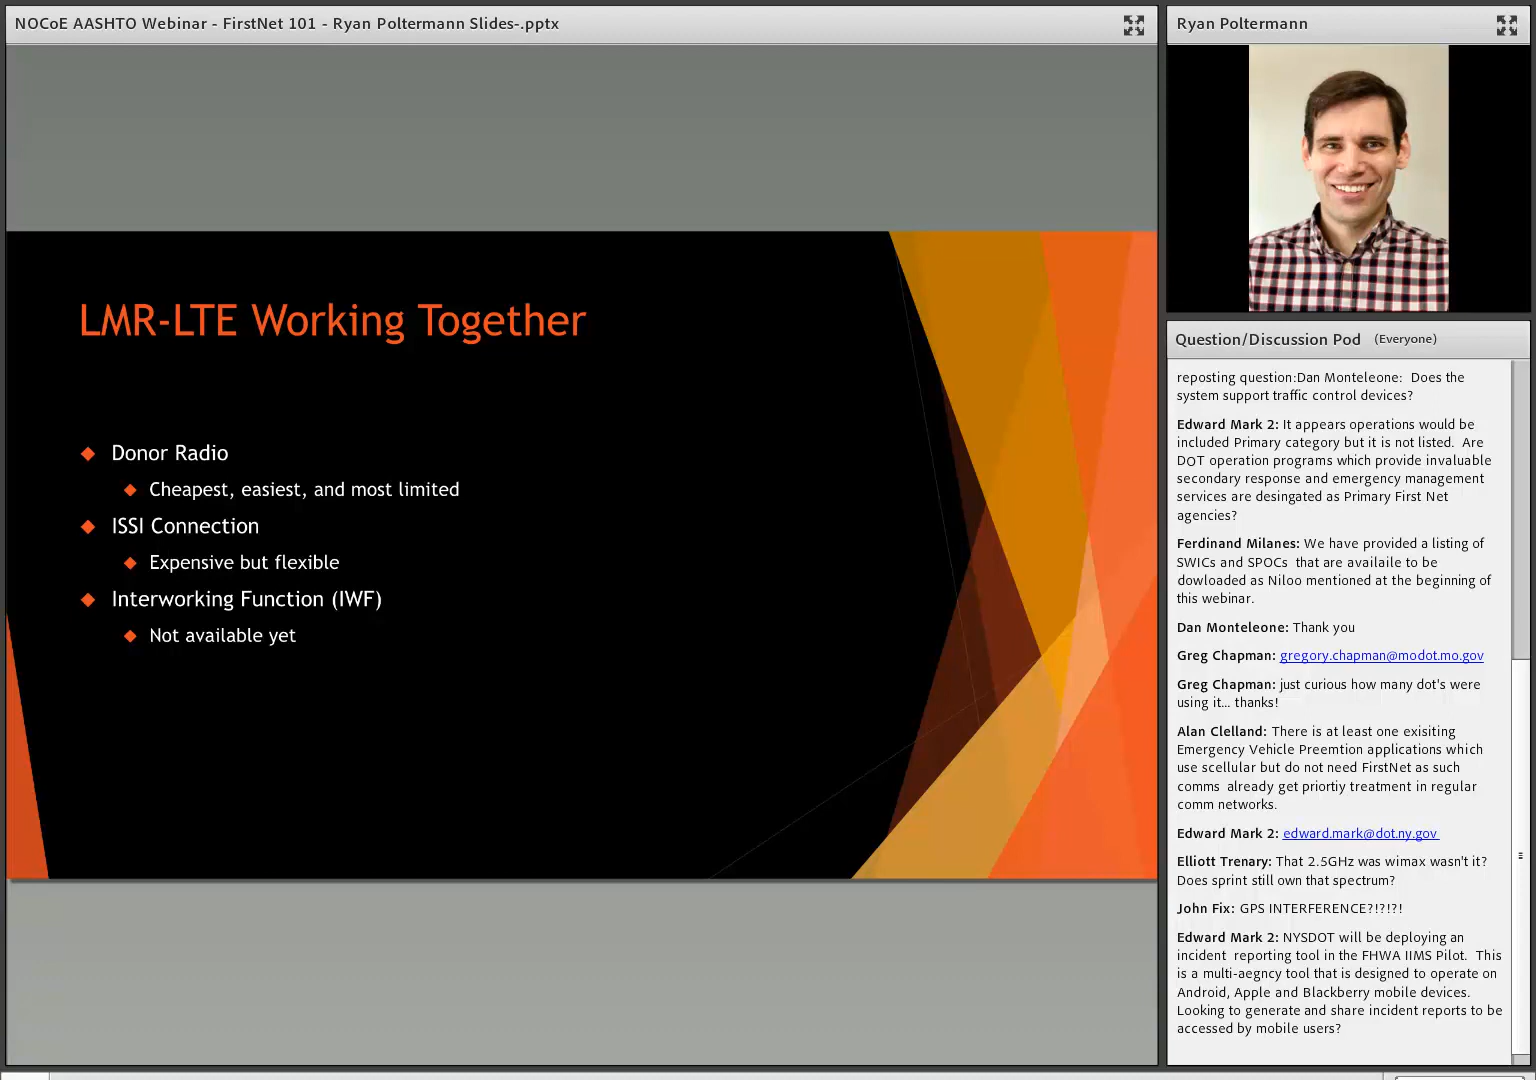 NOCoE AASHTO Webinar - FirstNet 101 - Ryan Poltermann Slides-.pptx
LMR-LTE Working Together
Donor Radio
Cheapest, easiest, and most limited
ISSI Connection
Expensive but flexible
Interworking Function (IWF)
Not available yet
Ryan Poltermann
Question/Discussion Pod (Everyone)
reposting question:Dan Monteleone: Does the
system support traffic control devices?
Edward Mark 2: It appears operations would be
included Primary category but it is not listed. Are
DOT operation programs which provide invaluable
secondary response and emergency management
services are desingated as Primary First Net
agencies?
Ferdinand Milanes: We have provided a listing of
SWICs and SPOCs that are availaile to be
dowloaded as Niloo mentioned at the beginning of
this webinar.
Dan Monteleone: Thank you
Greg Chapman: gregory.chapman@modot.mo.gov
Greg Chapman: just curious how many dot's were
using it... thanks!
Alan Clelland: There is at least one exisiting
Emergency Vehicle Preemtion applications which
use scellular but do not need FirstNet as such
comms already get priortiy treatment in regular
comm networks.
Edward Mark 2: edward.mark@dot.ny.gov
Elliott Trenary: That 2.5GHz was wimax wasn't it?
Does sprint still own that spectrum?
John Fix: GPS INTERFERENCE?!?!?!
Edward Mark 2: NYSDOT will be deploying an
incident reporting tool in the FHWA IIMS Pilot. This
is a multi-aegncy tool that is designed to operate on
Android, Apple and Blackberry mobile devices.
Looking to generate and share incident reports to be
accessed by mobile users?